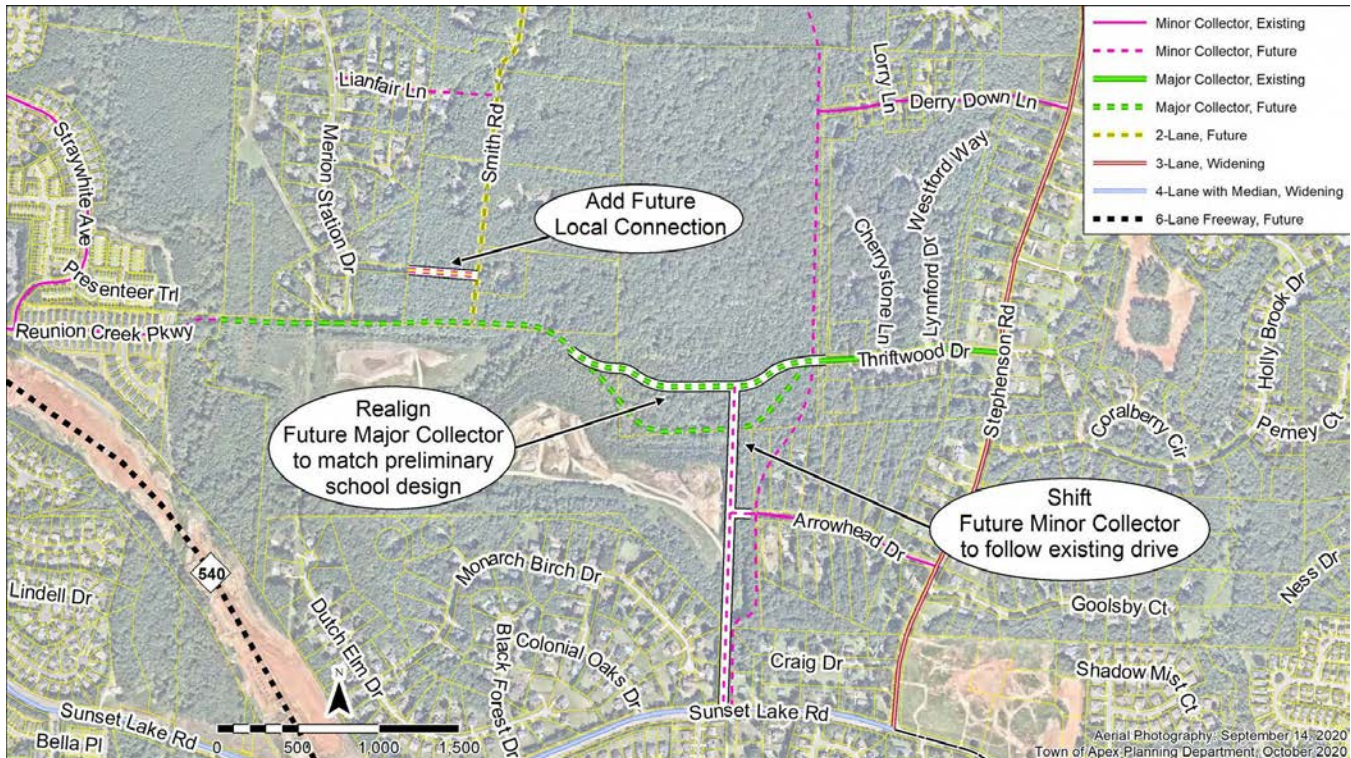 Minor Collector, Existing
Minor Collector, Future
Major Collector, Existing
Major Collector, Future
2-Lane, Future
3-Lane, Widening
4-Lane with Median, Widening
6-Lane Freeway, Future
Lianfair Ln
Smith Rd
Lorry Ln
Derry Down Ln
Straywhite Ave
Merion Station Dr
Westford Way
Add Future
Local Connection
Cherrystone Ln
Lynnford Dr
Presenteer Trl
Reunion Creek Pkwy
Thriftwood Dr
Stephenson Rd
Holly Brook Dr
Perney Ct
Coralberry Cir
Realign
Future Major Collector
to match preliminary
school design
Shift
Future Minor Collector
to follow existing drive
Arrowhead Dr
540
Monarch Birch Dr
Lindell Dr
Dutch Elm Dr
Black Forest Dr
Colonial Oaks Dr
Goolsby Ct
Ness Dr
Craig Dr
Shadow Mist Ct
N
Sunset Lake Rd
Sunset Lake Rd
Bella Pl
0 500 1,000 1,500
Aerial Photography: September 14, 2020
Town of Apex Planning Department, October 2020